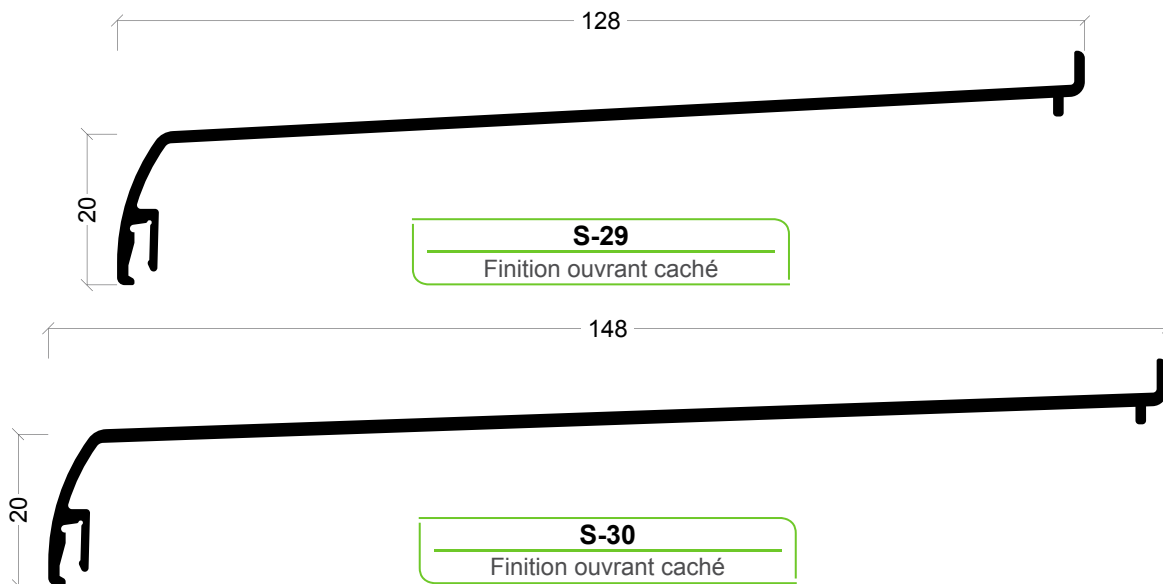 128
20
S-29
Finition ouvrant caché
148
20
S-30
Finition ouvrant caché